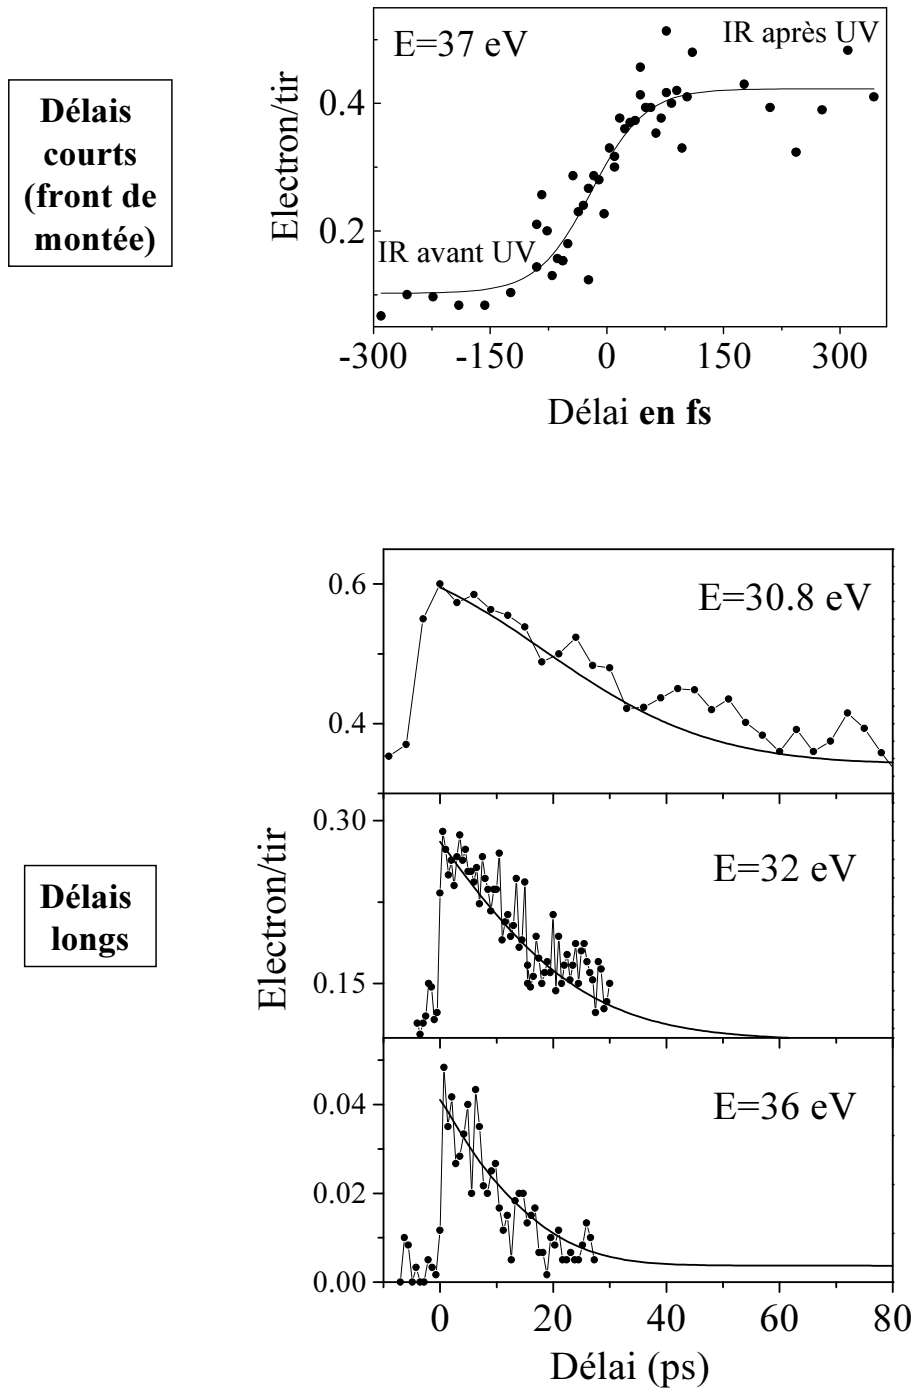 E=37 eV
IR après UV
Délais
courts
(front de
montée)
Electron/tir
0.4
0.2
IR avant UV
-300 -150 0 150 300
Délai en fs
0.6
0.4
E=30.8 eV
Délais
longs
Electron/tir
0.30
0.15
E=32 eV
0.04
0.02
0.00
E=36 eV
0 20 40 60 80
Délai (ps)